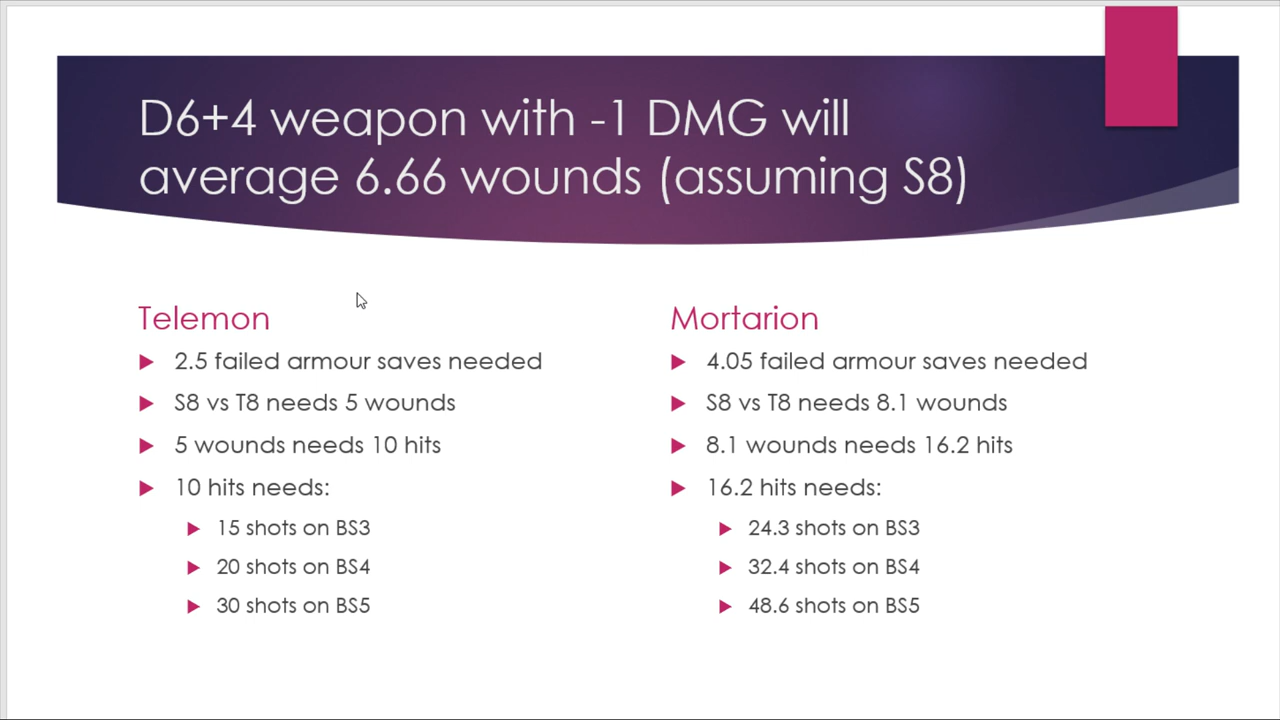 D6+4 weapon with -1 DMG will
average 6.66 wounds (assuming S8)
Telemon
2.5 failed armour saves needed
S8 vs T8 needs 5 wounds
5 wounds needs 10 hits
10 hits needs:
15 shots on BS3
20 shots on BS4
30 shots on BS5
Mortarion
4.05 failed armour saves needed
S8 vs T8 needs 8.1 wounds
8.1 wounds needs 16.2 hits
16.2 hits needs:
24.3 shots on BS3
32.4 shots on BS4
48.6 shots on BS5